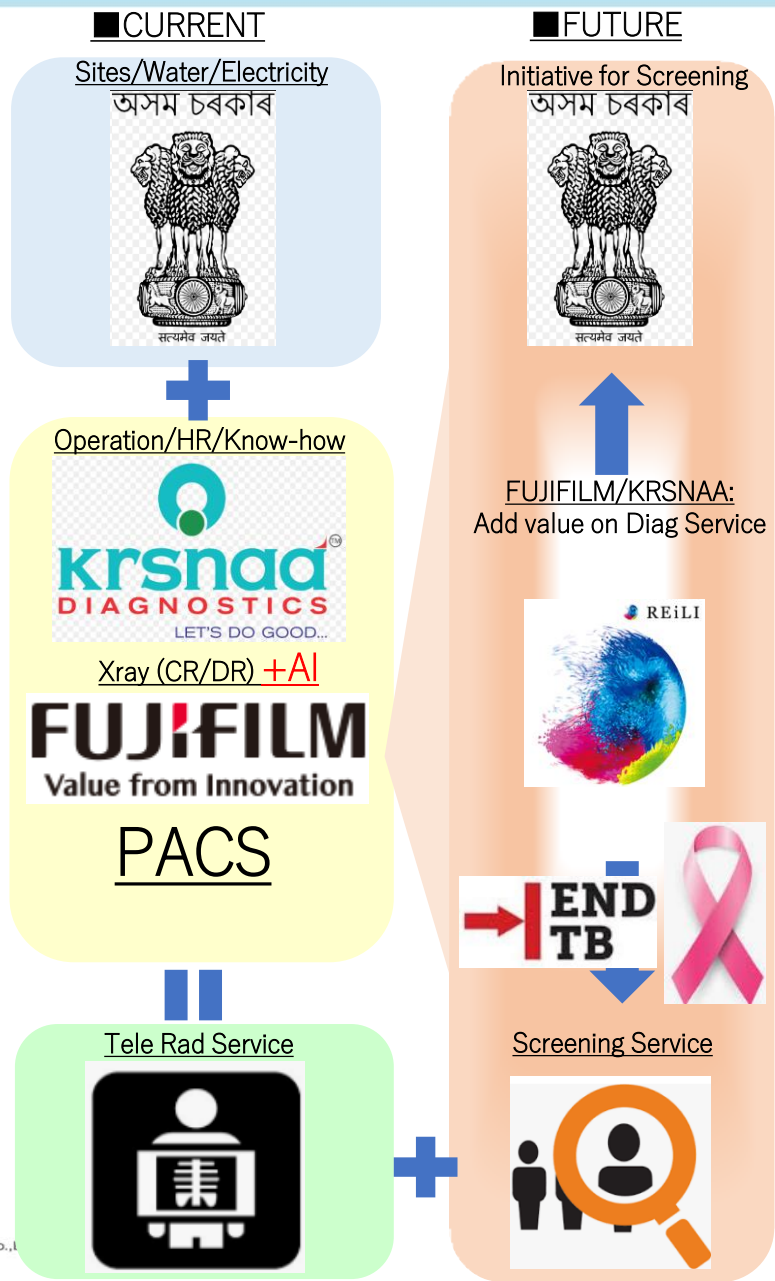 ■CURRENT
Sites/Water/Electricity
অসম চৰকাৰ
सत्यमेव जयते
Operation/HR/Know-how
krsnaa
TM
DIAGNOSTICS
LET'S DO GOOD...
Xray (CR/DR) +AI
FUJIFILM
Value from Innovation
PACS
Tele Rad Service
■FUTURE
Initiative for Screening
অসম চৰকাৰ
सत्यमेव जयते
FUJIFILM/KRSNAA:
Add value on Diag Service
REiLI
END
TB
Screening Service